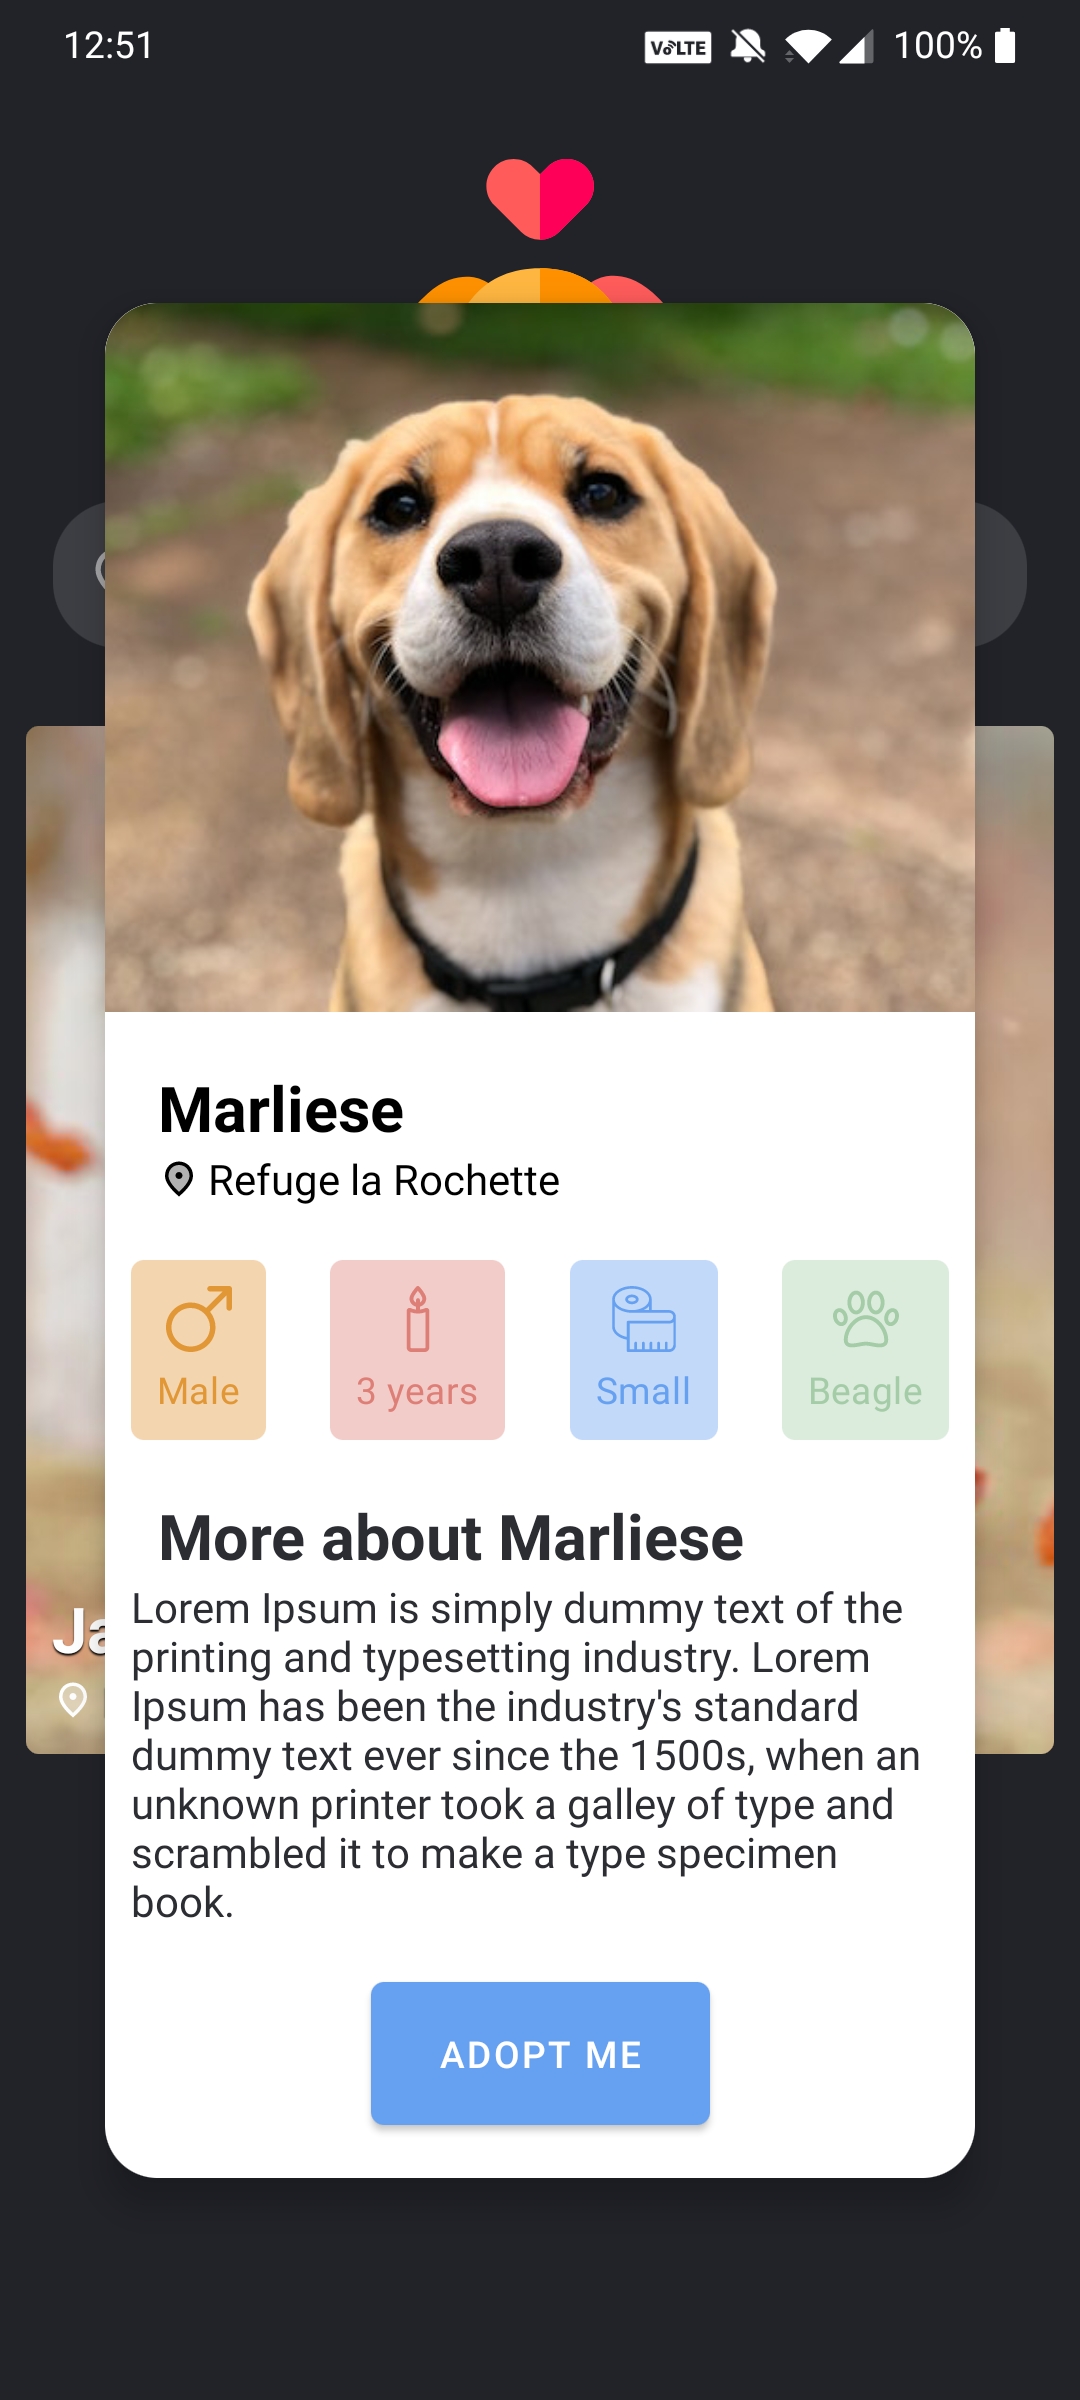 12:51
VoLTE
100%
Marliese
Refuge la Rochette
Male
3 years
Small
Beagle
More about Marliese
Lorem Ipsum is simply dummy text of the
printing and typesetting industry. Lorem
Ipsum has been the industry's standard
dummy text ever since the 1500s, when an
unknown printer took a galley of type and
scrambled it to make a type specimen
book.
Ja
ADOPT ME